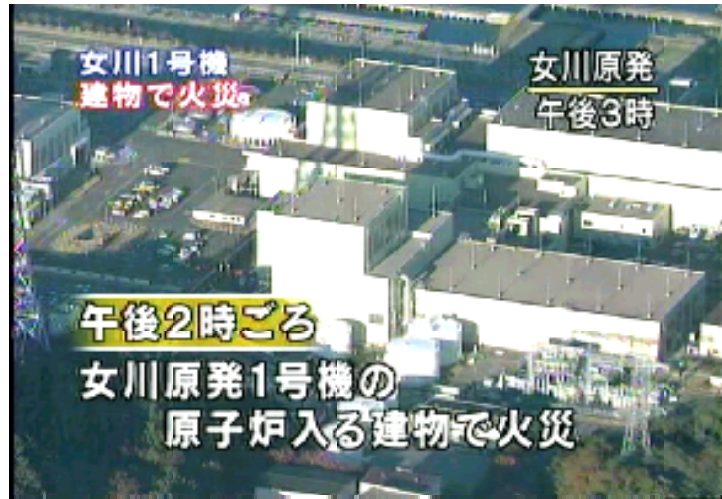 女川1号機
建物で火災
女川原発
午後3時
午後2時ごろ
女川原発1号機の
原子炉入る建物で火災